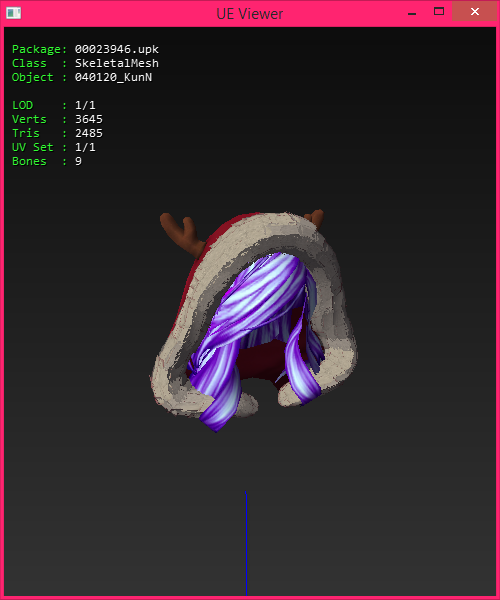 UE Viewer
Package: 00023946.upk
Class : SkeletalMesh
Object : 040120_KunN
LOD : 1/1
Verts : 3645
Tris : 2485
UV Set : 1/1
Bones : 9